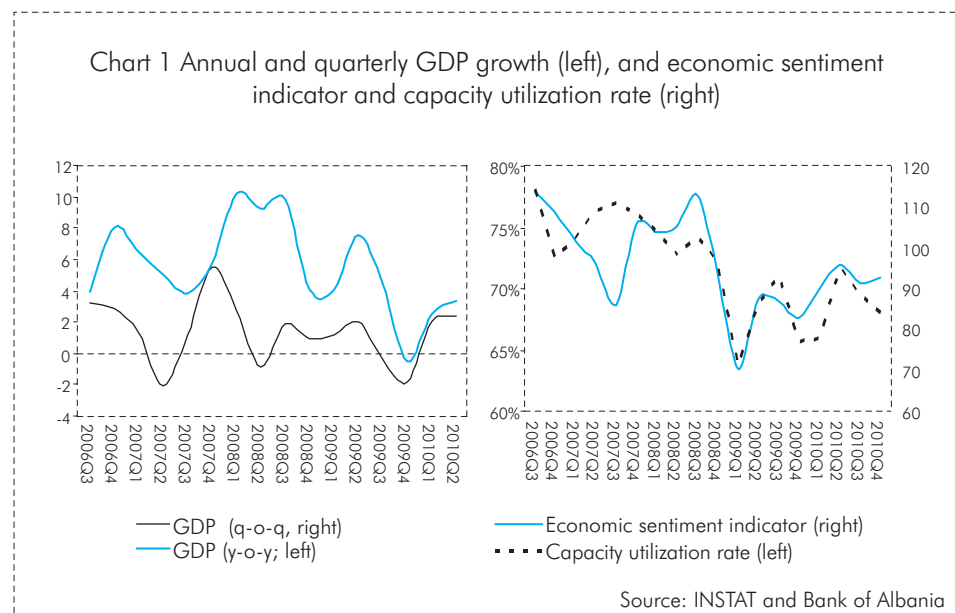 Chart 1 Annual and quarterly GDP growth (left), and economic sentiment
indicator and capacity utilization rate (right)
12
10
8
6
4
2
0
-2
-4
2006Q3
2006Q4
2007Q1
2007Q2
2007Q3
2007Q4
2008Q1
2008Q2
2008Q3
2008Q4
2009Q1
2009Q2
2009Q3
2009Q4
2010Q1
2010Q2
GDP (q-o-q, right)
GDP (y-o-y; left)
80%
75%
70%
65%
60%
120
110
100
90
80
70
60
2006Q3
2006Q4
2007Q1
2007Q2
2007Q3
2007Q4
2008Q1
2008Q2
2008Q3
2008Q4
2009Q1
2009Q2
2009Q3
2009Q4
2010Q1
2010Q2
2010Q3
2010Q4
Economic sentiment indicator (right)
Capacity utilization rate (left)
Source: INSTAT and Bank of Albania